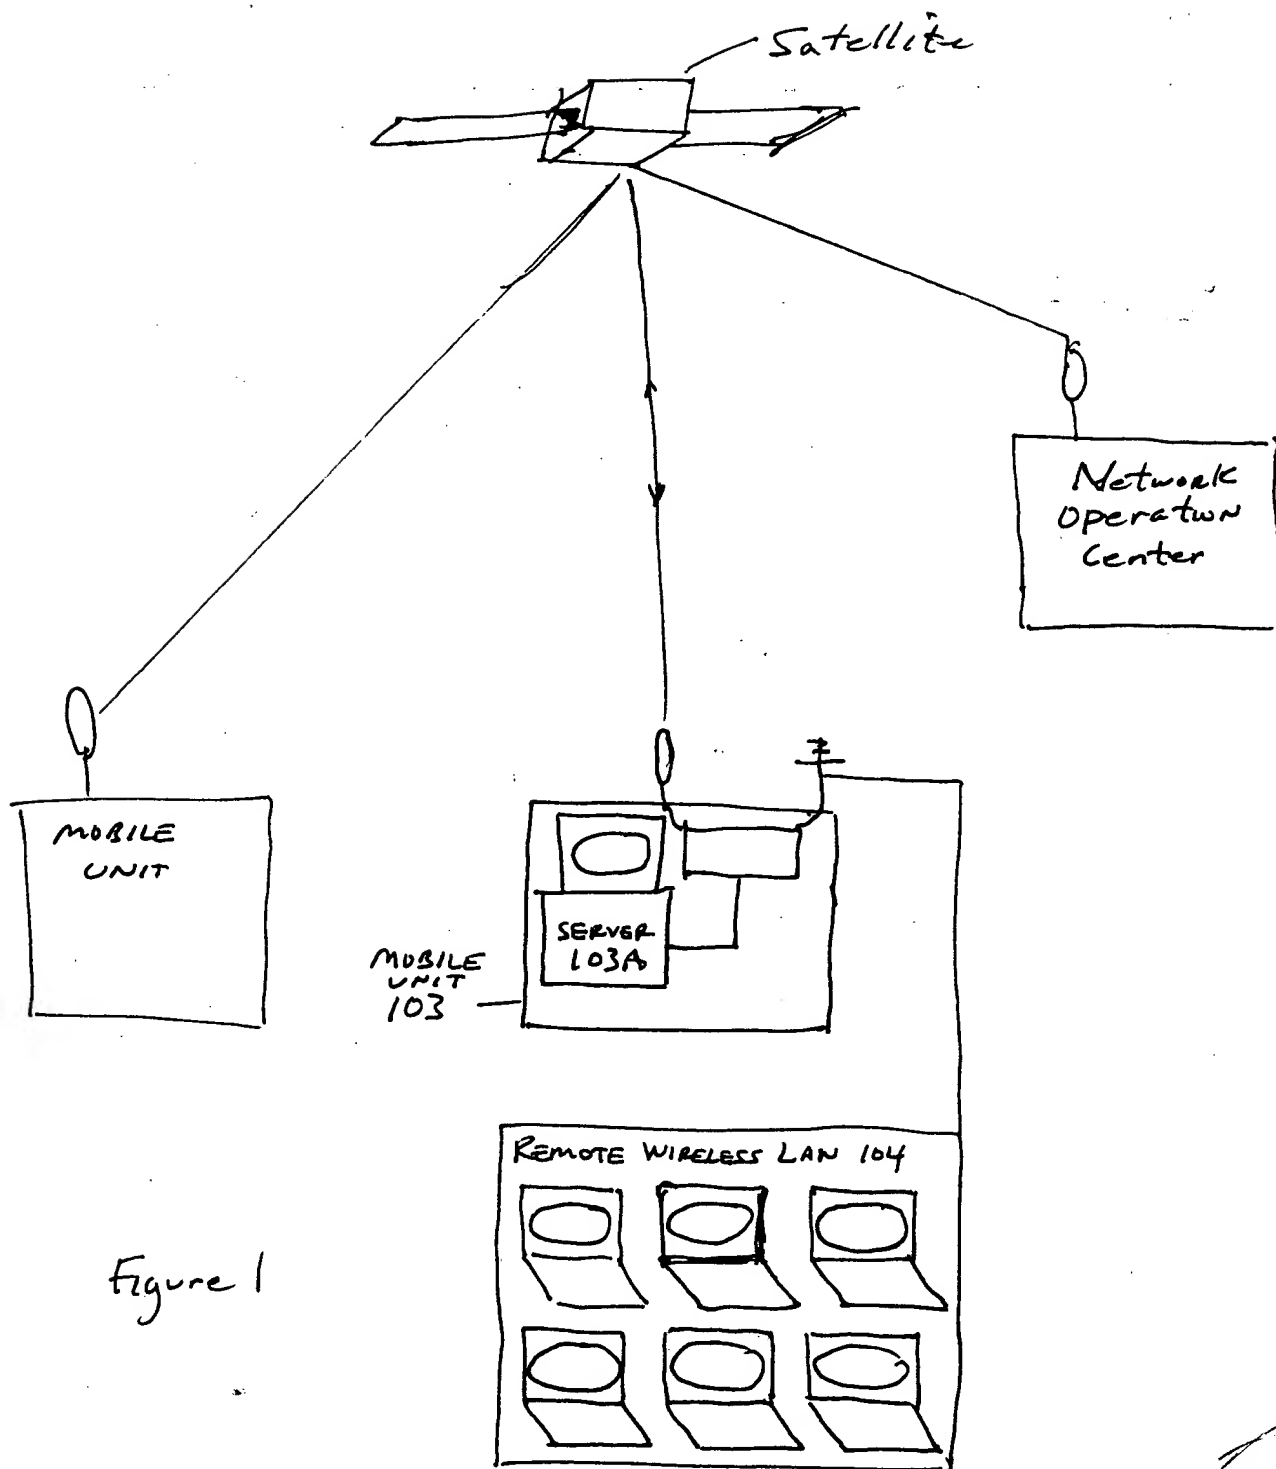 Satellite
Network
Operation
Center
MOBILE
UNIT
SERVER
103A
MOBILE
UNIT
103
REMOTE WIRELESS LAN 104
Figure 1